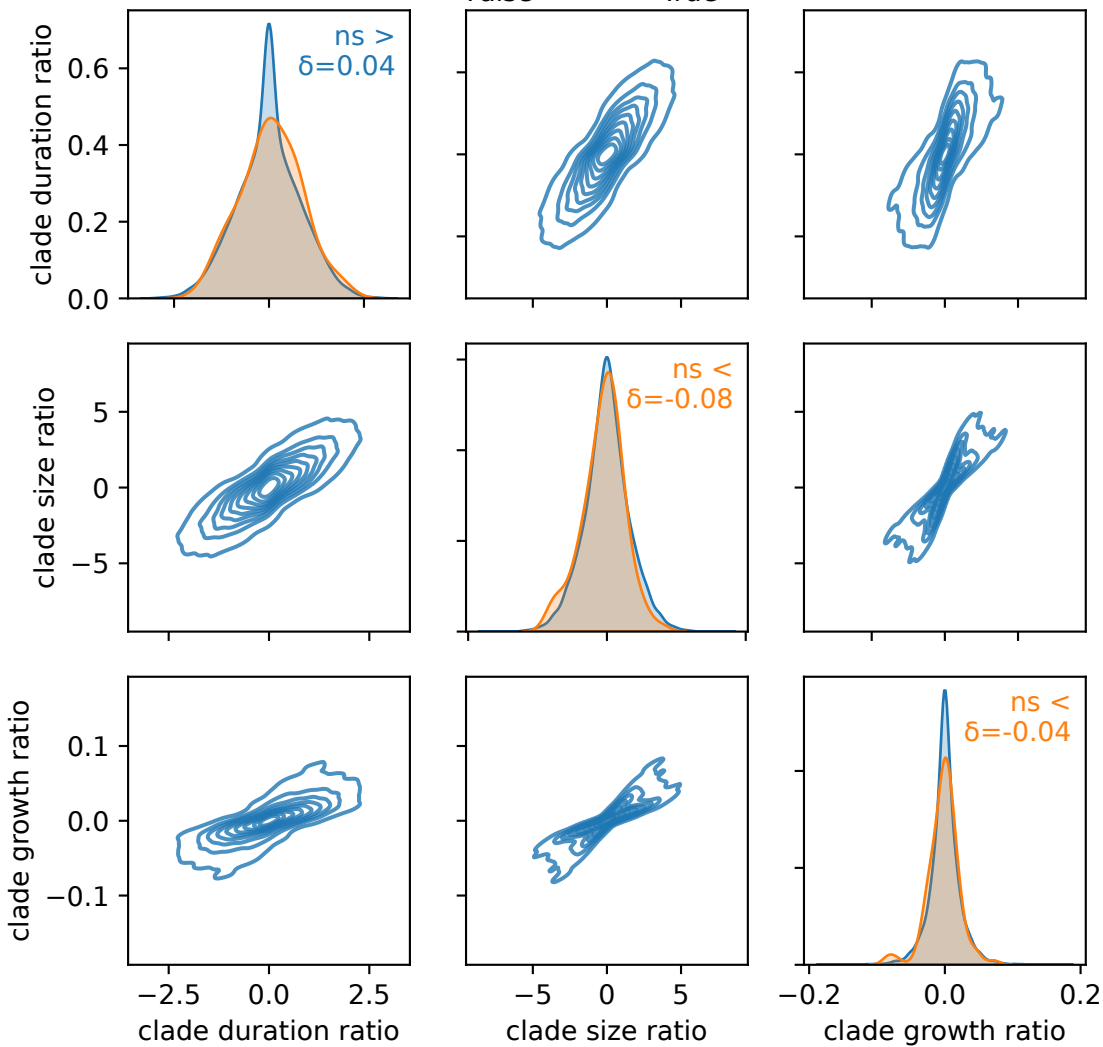 clade duration ratio
0.6
0.4
0.2
0.0
ns >
δ=0.04
clade size ratio
5
0
−5
ns <
δ=-0.08
clade growth ratio
0.1
0.0
−0.1
ns <
δ=-0.04
−2.5 0.0 2.5
−5 0 5
−0.2 0.0 0.2
clade duration ratio
clade size ratio
clade growth ratio